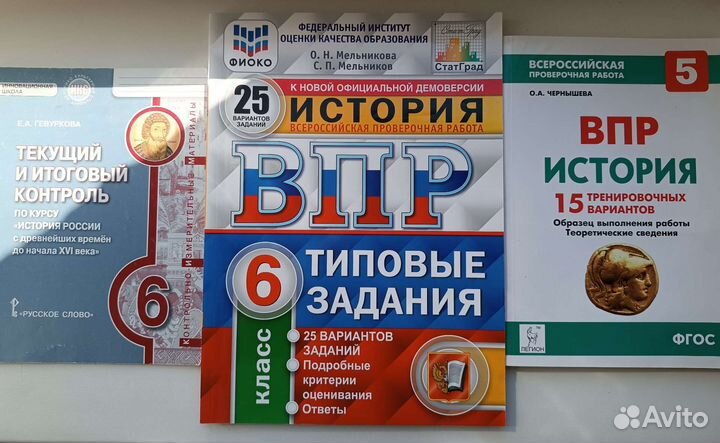 ИННОВАЦИОННАЯ
ШКОЛА
Е.А. ГЕВУРКОВА
ТЕКУЩИЙ
И ИТОГОВЫЙ
КОНТРОЛЬ
ПО КУРСУ
«ИСТОРИЯ РОССИИ
с древнейших времён
до начала XVI века»
6
«РУССКОЕ СЛОВО»
КОНТРОЛЬНО-ИЗМЕРИТЕЛЬНЫЕ МАТЕРИАЛЫ
ФИОКО
ФЕДЕРАЛЬНЫЙ ИНСТИТУТ
ОЦЕНКИ КАЧЕСТВА ОБРАЗОВАНИЯ
О. Н. Мельникова
С. П. Мельников
СтатГрад
25
ВАРИАНТОВ
ЗАДАНИЙ
К НОВОЙ ОФИЦИАЛЬНОЙ ДЕМОВЕРСИИ
ИСТОРИЯ
ВСЕРОССИЙСКАЯ ПРОВЕРОЧНАЯ РАБОТА
ВПР
6
КЛАСС
ТИПОВЫЕ
ЗАДАНИЯ
25 ВАРИАНТОВ
ЗАДАНИЙ
Подробные
критерии
оценивания
Ответы
ВСЕРОССИЙСКАЯ
ПРОВЕРОЧНАЯ РАБОТА
5
О.А. ЧЕРНЫШЕВА
ВПР
ИСТОРИЯ
15 ТРЕНИРОВОЧНЫХ
ВАРИАНТОВ
Образец выполнения работы
Теоретические сведения
ЛЕГИОН
ФГОС
Avito